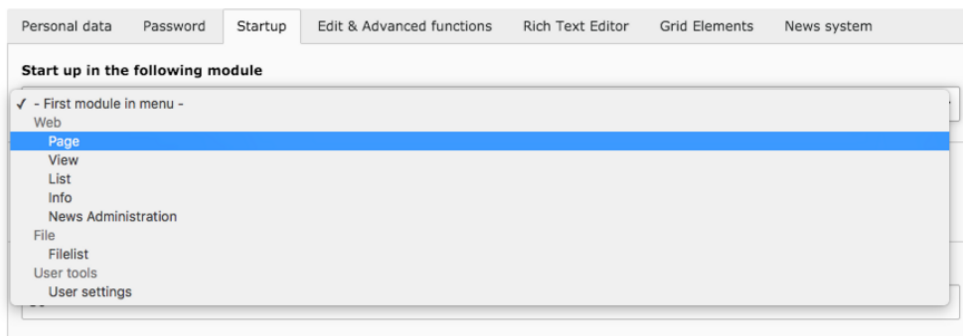 Personal data Password Startup Edit & Advanced functions Rich Text Editor Grid Elements News system
Start up in the following module
✓ - First module in menu -
Web
Page
View
List
Info
News Administration
File
Filelist
User tools
User settings